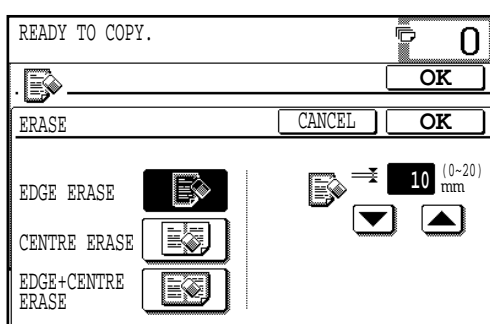 READY TO COPY.
0
OK
ERASE
CANCEL
OK
EDGE ERASE
10 (0~20)
mm
CENTRE ERASE
EDGE+CENTRE
ERASE